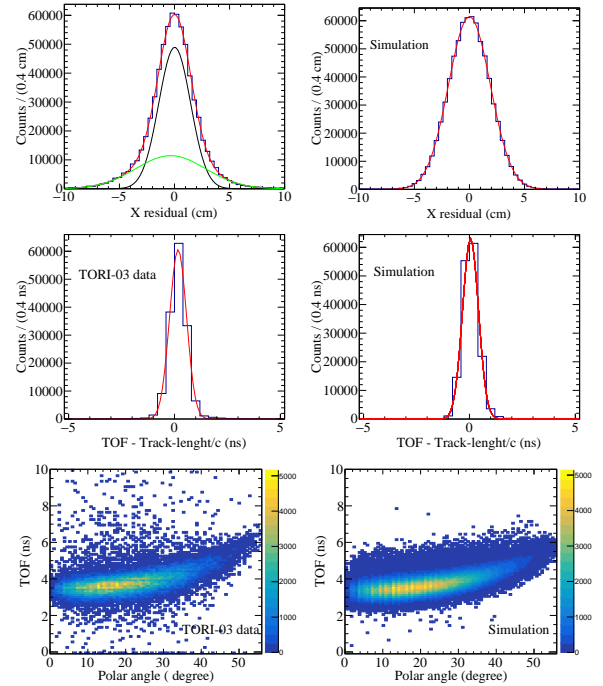 60000
50000
40000
30000
20000
10000
0
Counts / (0.4 cm)
−10 −5 0 5 10
X residual (cm)
60000
50000
40000
30000
20000
10000
0
Counts / (0.4 cm)
Simulation
−10 −5 0 5 10
X residual (cm)
60000
50000
40000
30000
20000
10000
0
Counts / (0.4 ns)
TORI-03 data
−5 0 5
TOF - Track-lenght/c (ns)
60000
50000
40000
30000
20000
10000
0
Counts / (0.4 ns)
Simulation
−5 0 5
TOF - Track-lenght/c (ns)
10
8
6
4
2
0
TOF (ns)
TORI-03 data
0 10 20 30 40 50
Polar angle ( degree)
5000
4000
3000
2000
1000
0
10
8
6
4
2
0
TOF (ns)
Simulation
0 10 20 30 40 50
Polar angle (degree)
5000
4000
3000
2000
1000
0